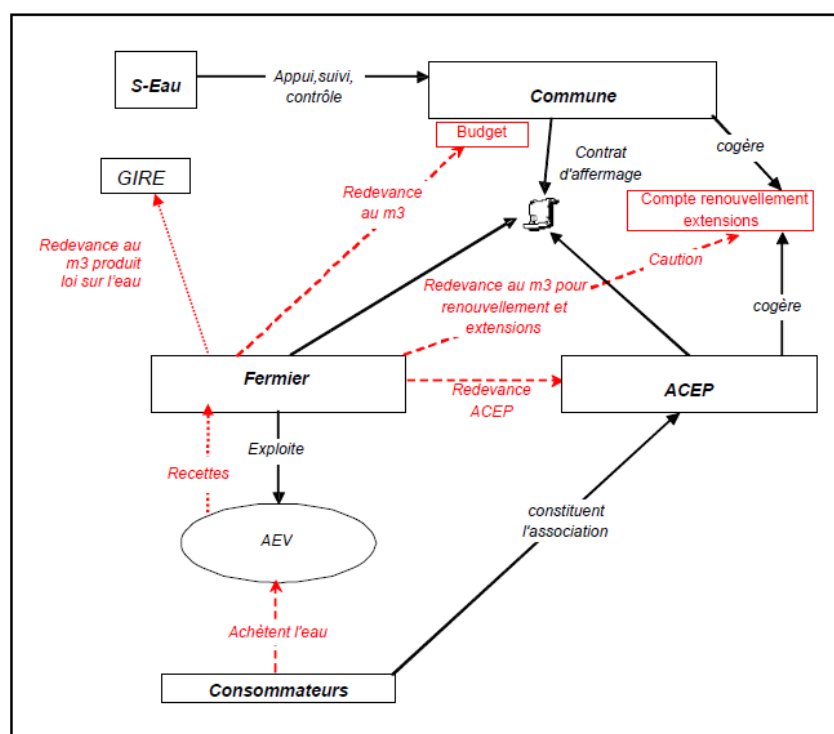 S-Eau
Appui,suivi,
contrôle
Commune
Budget
Contrat
d'affermage
cogère
GIRE
Redevance
au m3
Compte renouvellement
extensions
Redevance au
m3 produit
loi sur l'eau
Redevance au m3 pour
renouvellement et
extensions
Caution
cogère
Fermier
Redevance
ACEP
ACEP
Exploite
Recettes
AEV
constituent
l'association
Achètent l'eau
Consommateurs